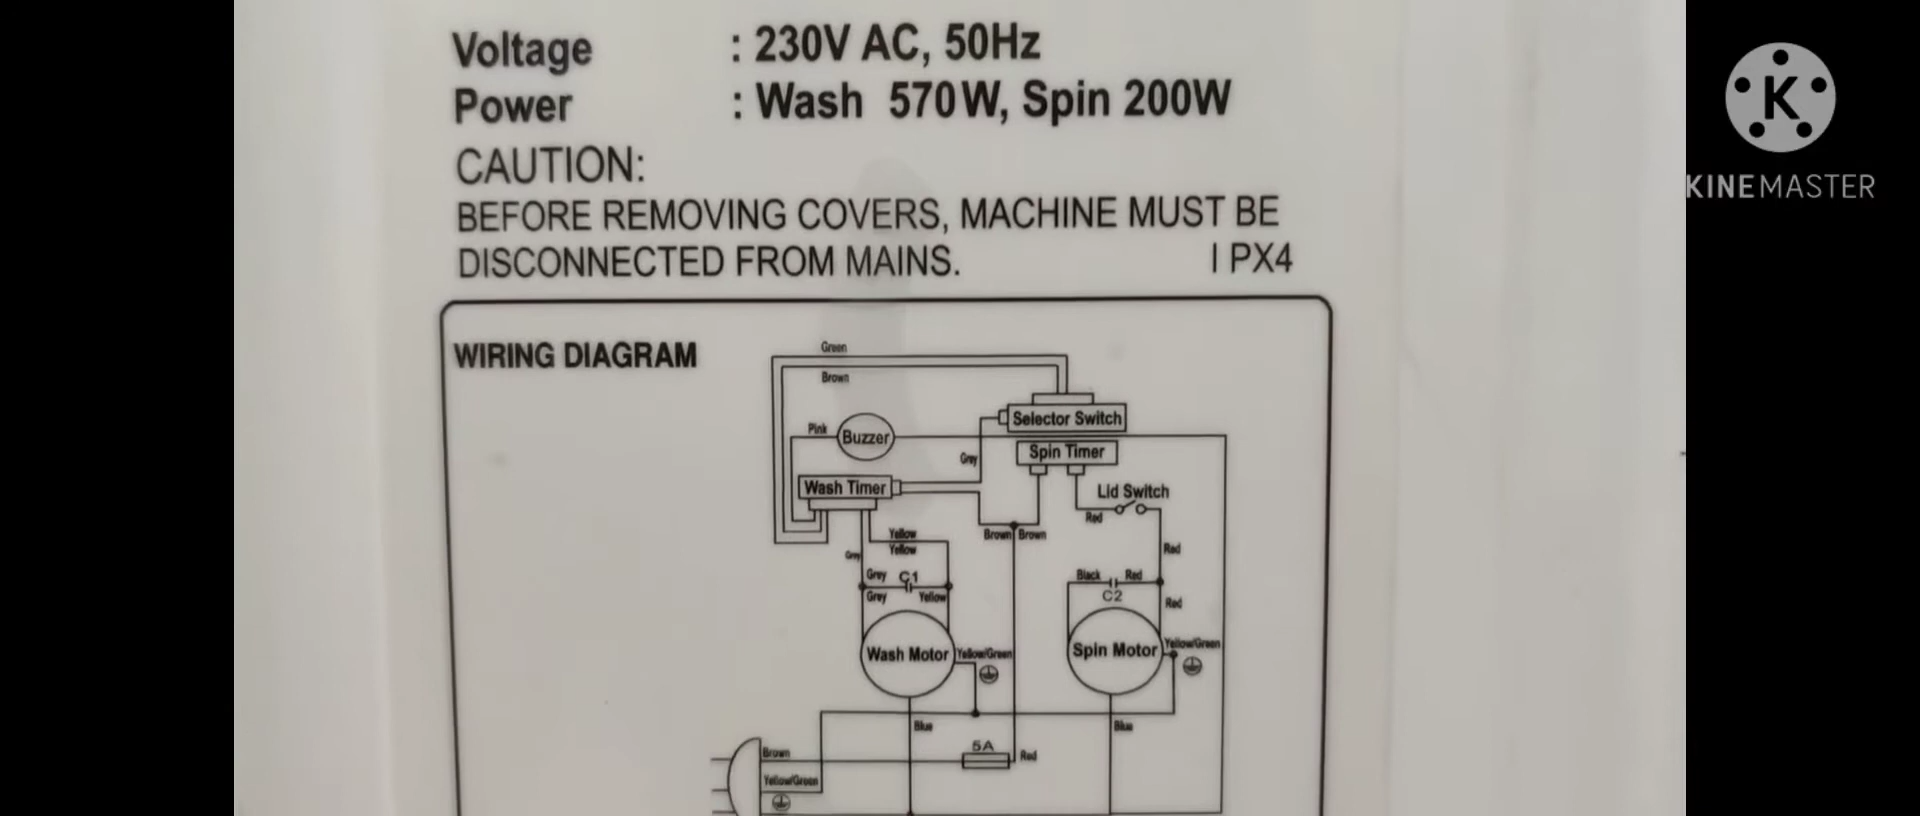 Voltage : 230V AC, 50Hz
Power : Wash 570W, Spin 200W
CAUTION:
BEFORE REMOVING COVERS, MACHINE MUST BE
DISCONNECTED FROM MAINS. I PX4
K
KINEMASTER
WIRING DIAGRAM
Green
Brown
Selector Switch
Pink
Buzzer
Grey
Spin Timer
Wash Timer
Lid Switch
Red
Yellow
Brown Brown
Grey
Yellow
Red
Grey C1
Black Red
Grey Yellow
C2
Red
Wash Motor
Yellow/Green
Spin Motor
Yellow/Green
Blue
Blue
5A
Brown
Red
Yellow/Green